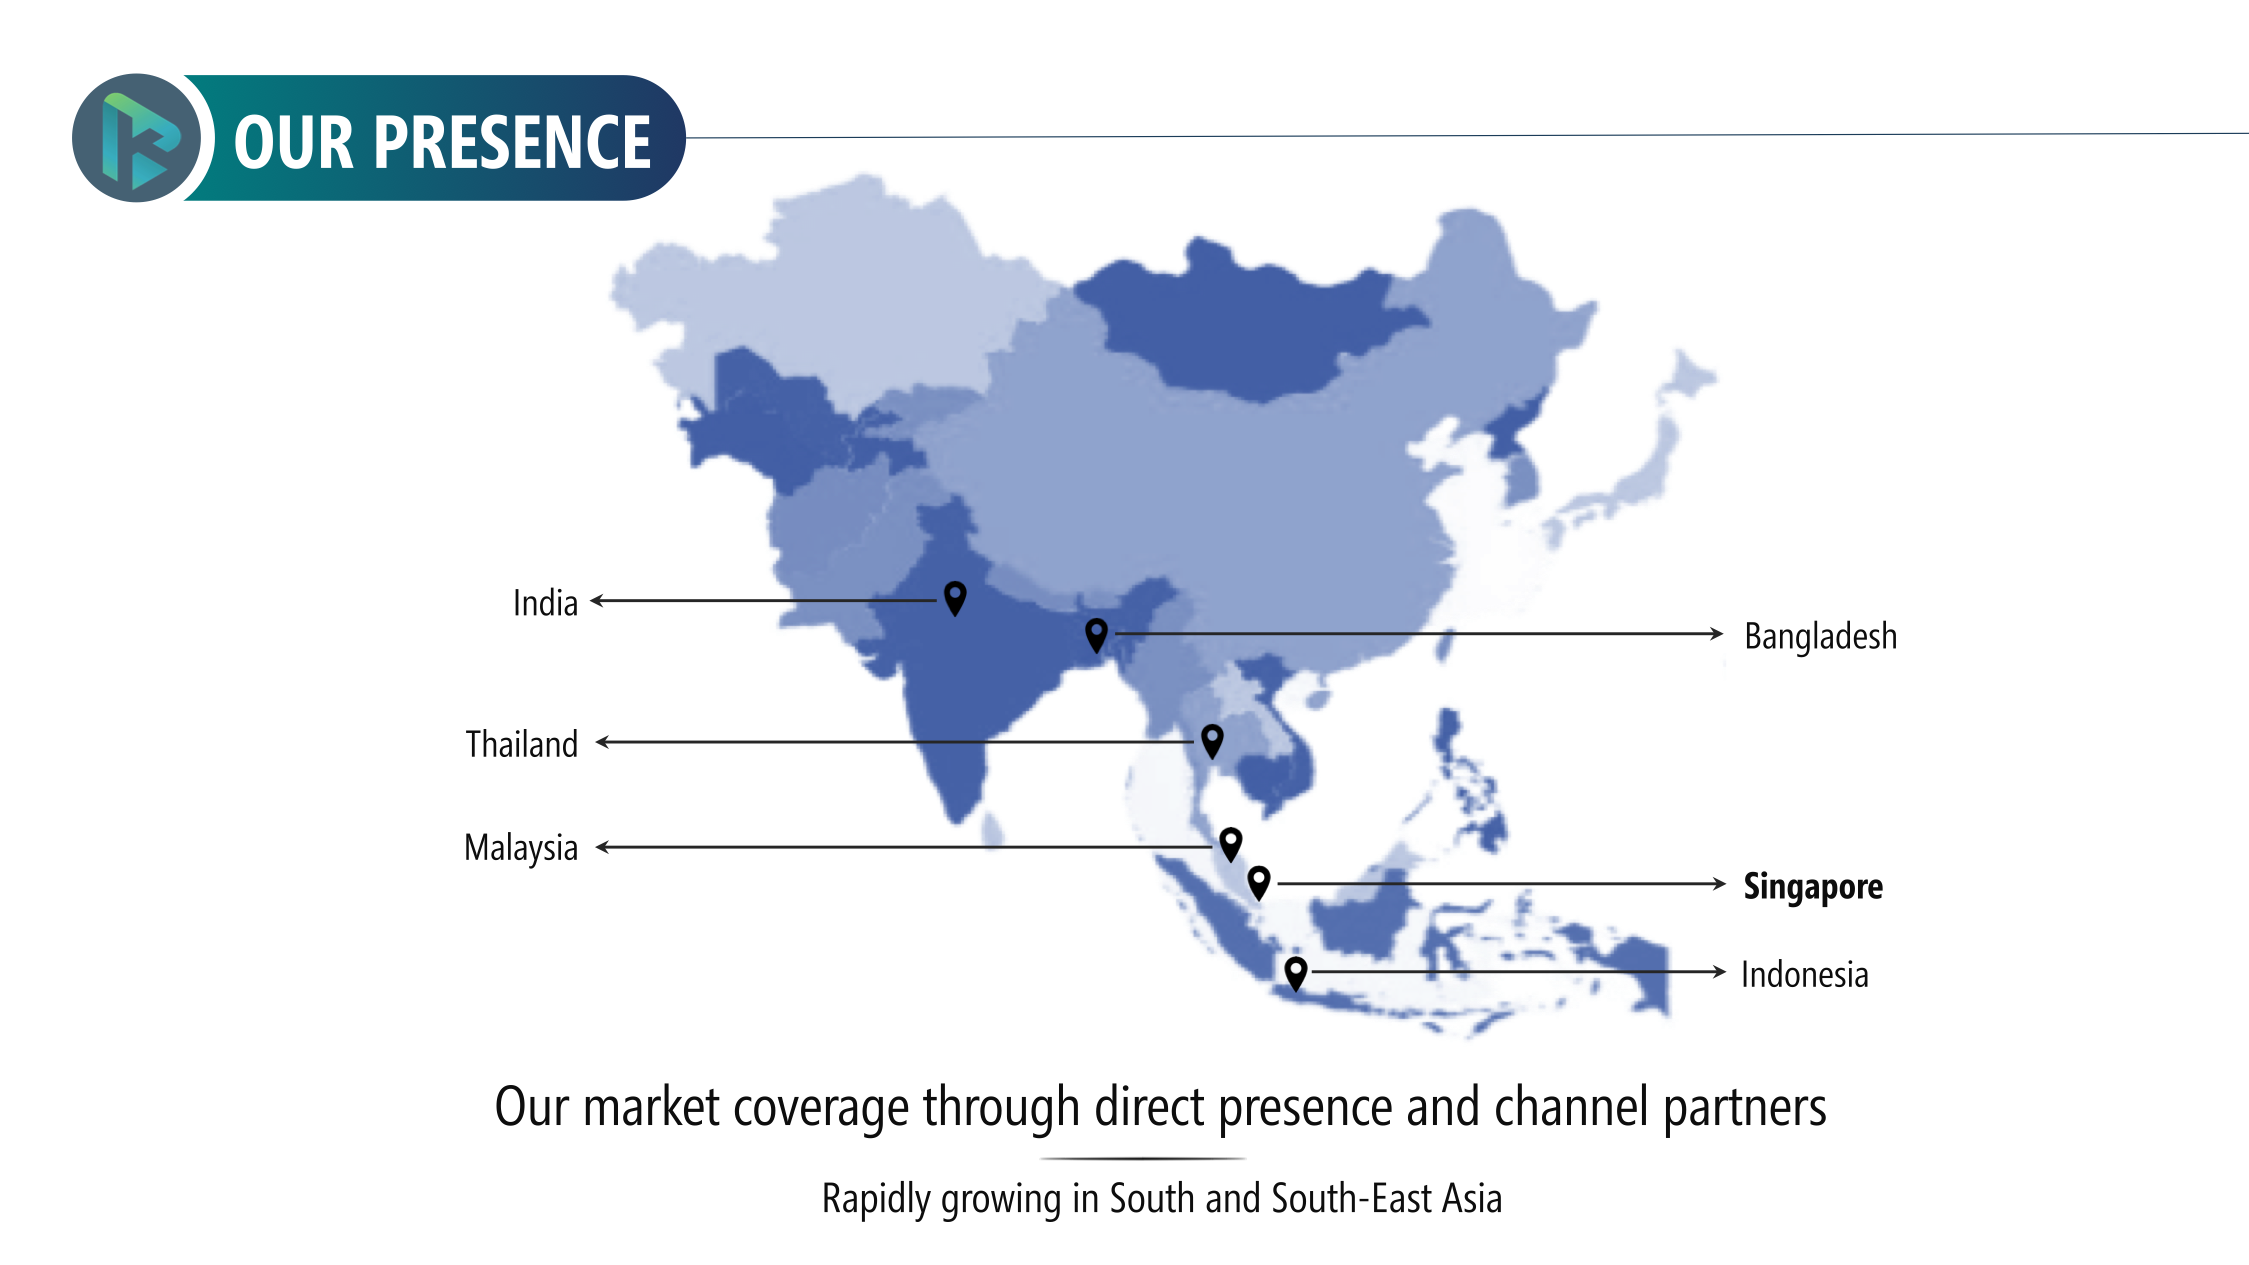 OUR PRESENCE
India
Bangladesh
Thailand
Malaysia
Singapore
Indonesia
Our market coverage through direct presence and channel partners
Rapidly growing in South and South-East Asia